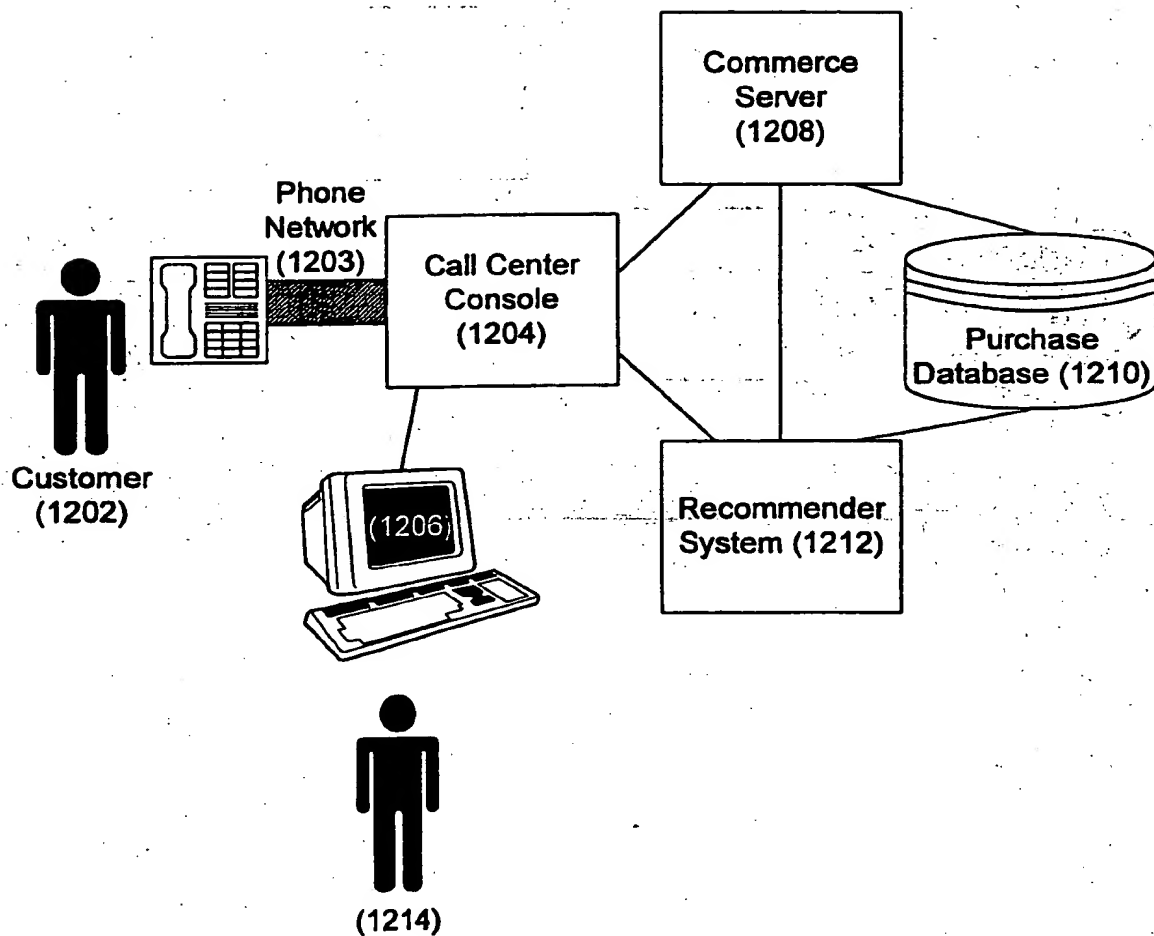 Commerce
Server
(1208)
Phone
Network
(1203)
Call Center
Console
(1204)
Purchase
Database (1210)
Customer
(1202)
(1206)
Recommender
System (1212)
(1214)